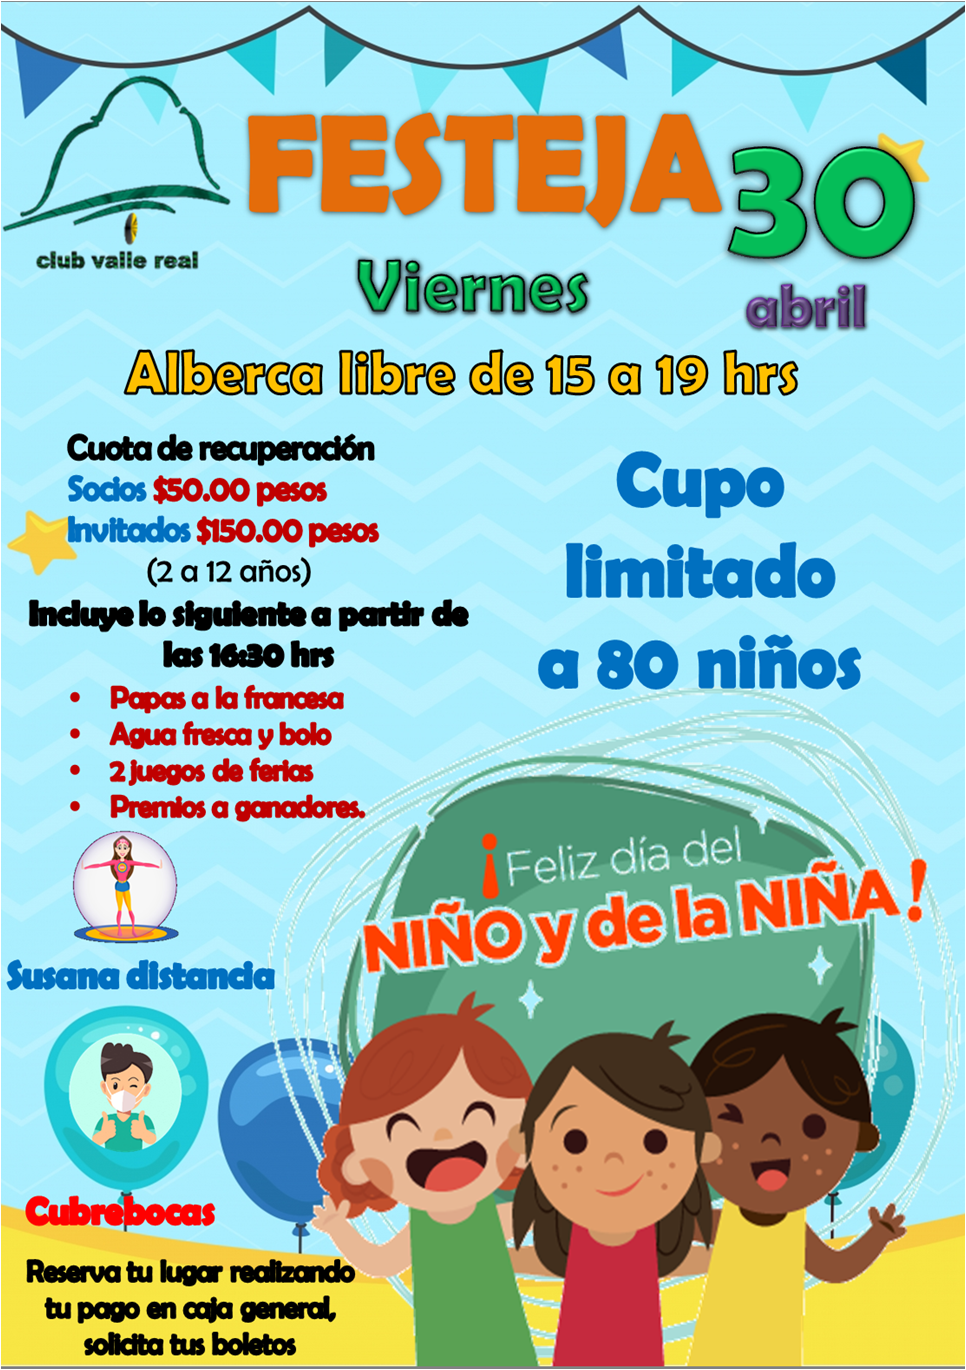 FESTEJA 30
club valle real
Viernes
abril
Alberca libre de 15 a 19 hrs
Cuota de recuperación
Socios $50.00 pesos
Invitados $150.00 pesos
(2 a 12 años)
Incluye lo siguiente a partir de
las 16:30 hrs
• Papas a la francesa
• Agua fresca y bolo
• 2 juegos de ferias
• Premios a ganadores.
Cupo
limitado
a 80 niños
¡Feliz día del
NIÑO y de la NIÑA!
Susana distancia
Cubrebocas
Reserva tu lugar realizando
tu pago en caja general,
solicita tus boletos